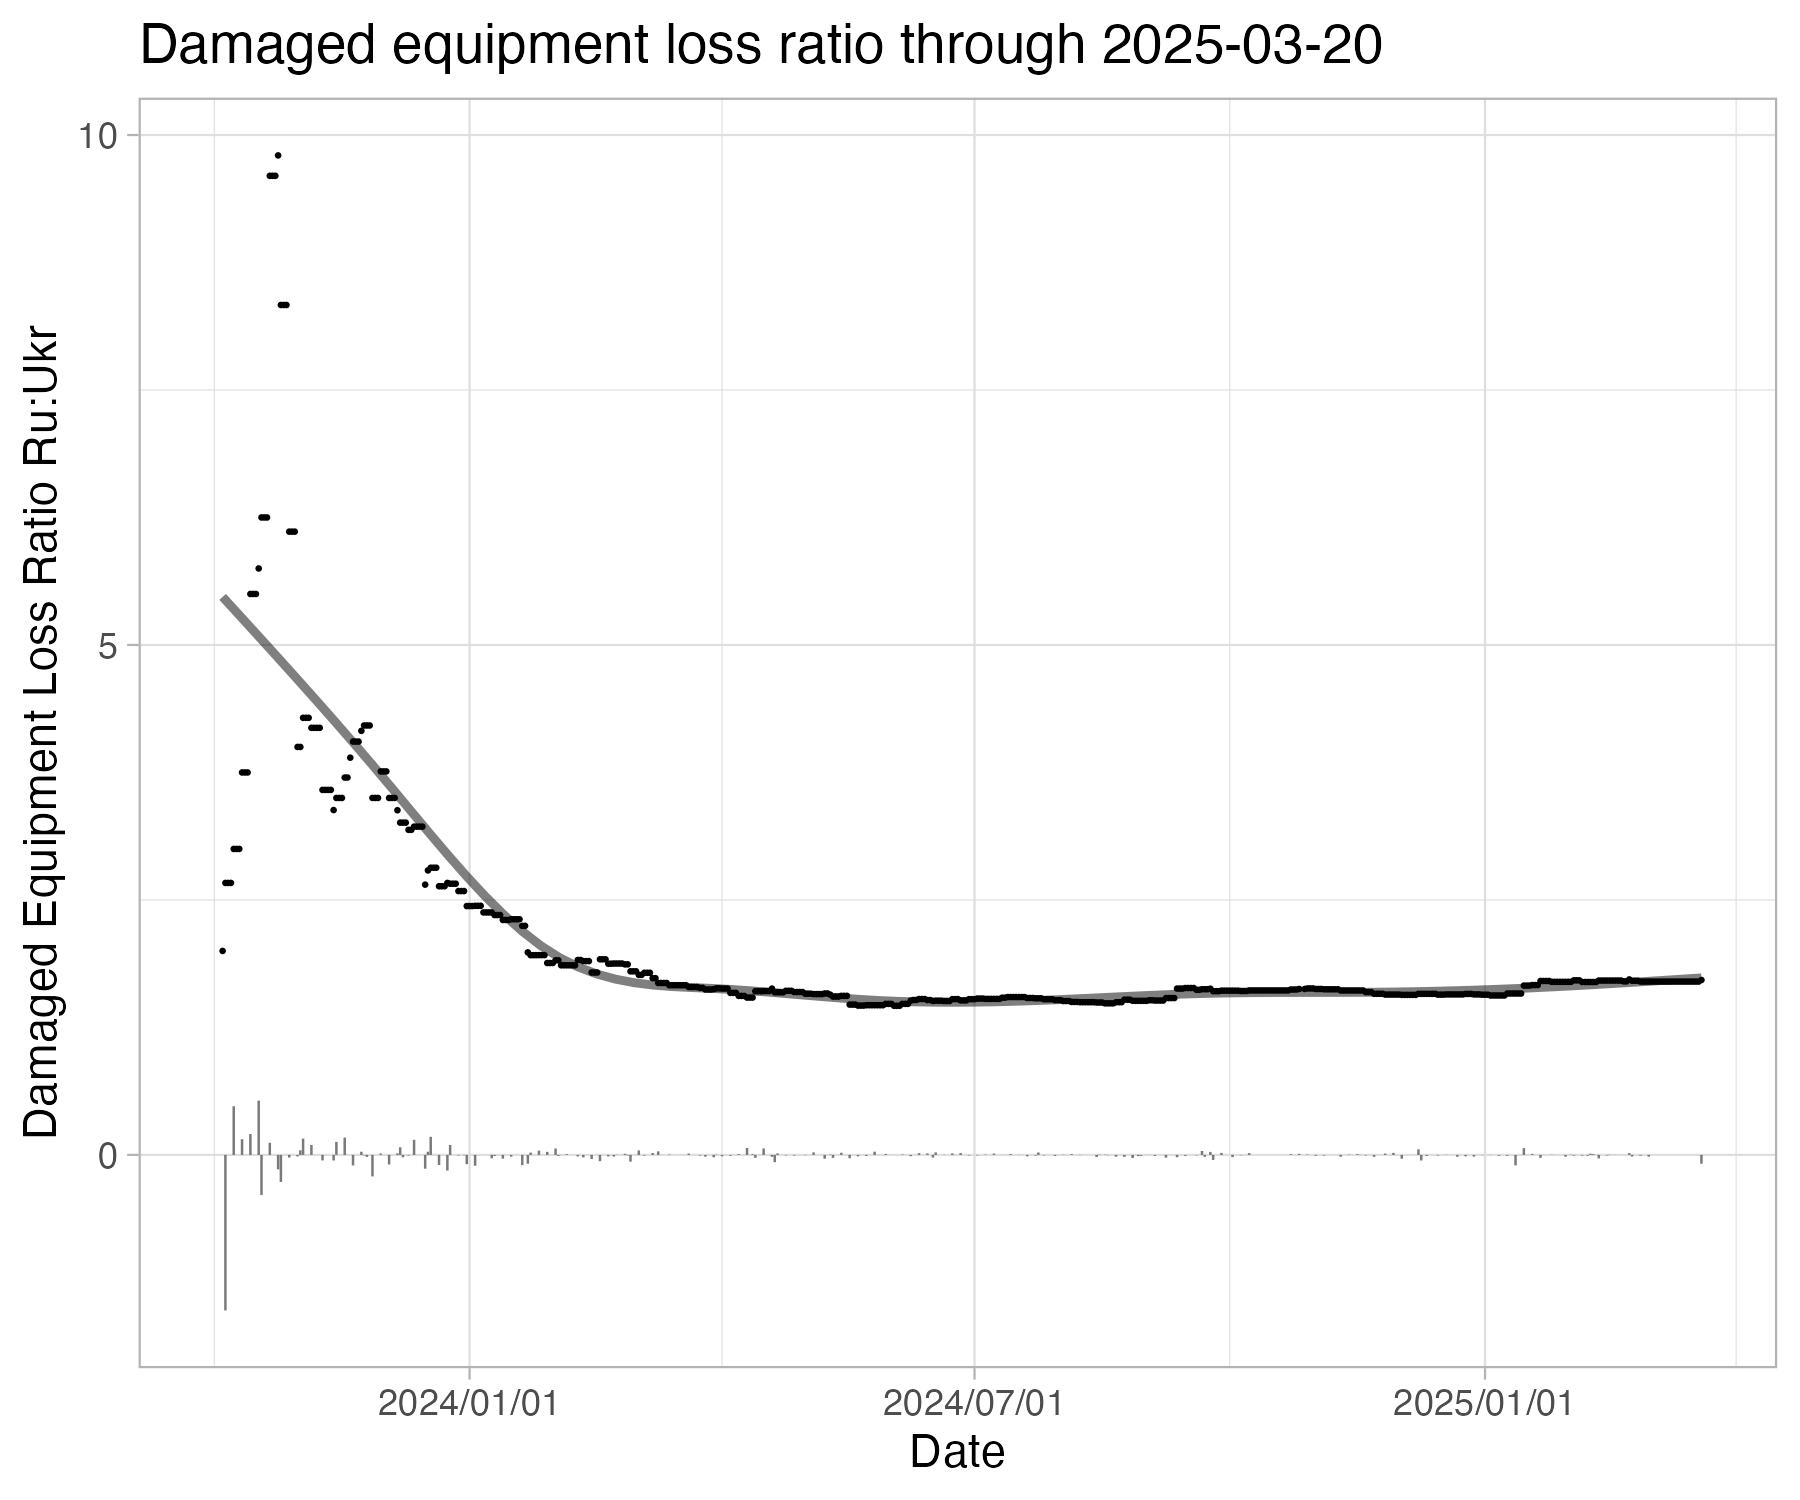 Damaged equipment loss ratio through 2025-03-20
Damaged Equipment Loss Ratio Ru:Ukr
10
5
0
2024/01/01
2024/07/01
2025/01/01
Date